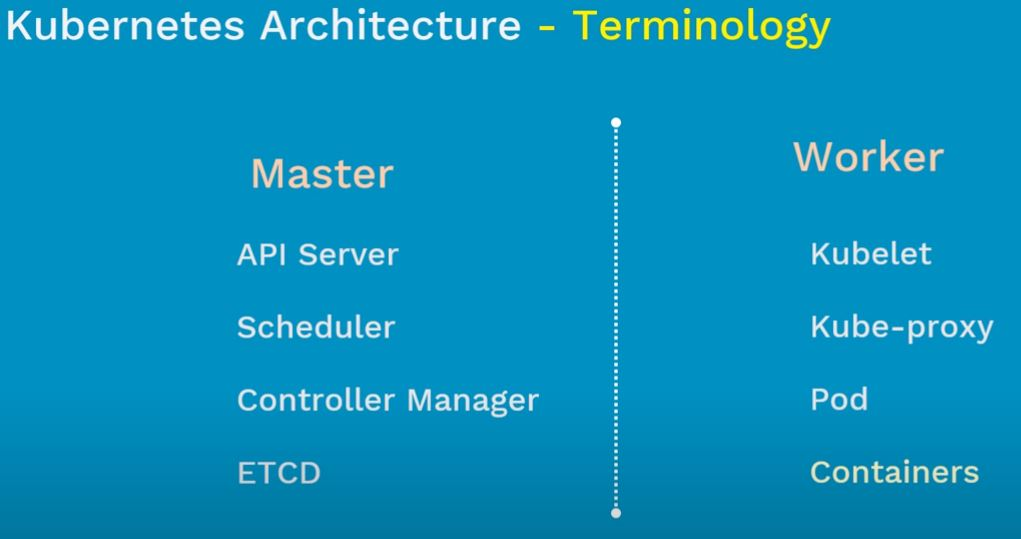 Kubernetes Architecture - Terminology
Master
API Server
Scheduler
Controller Manager
ETCD
Worker
Kubelet
Kube-proxy
Pod
Containers